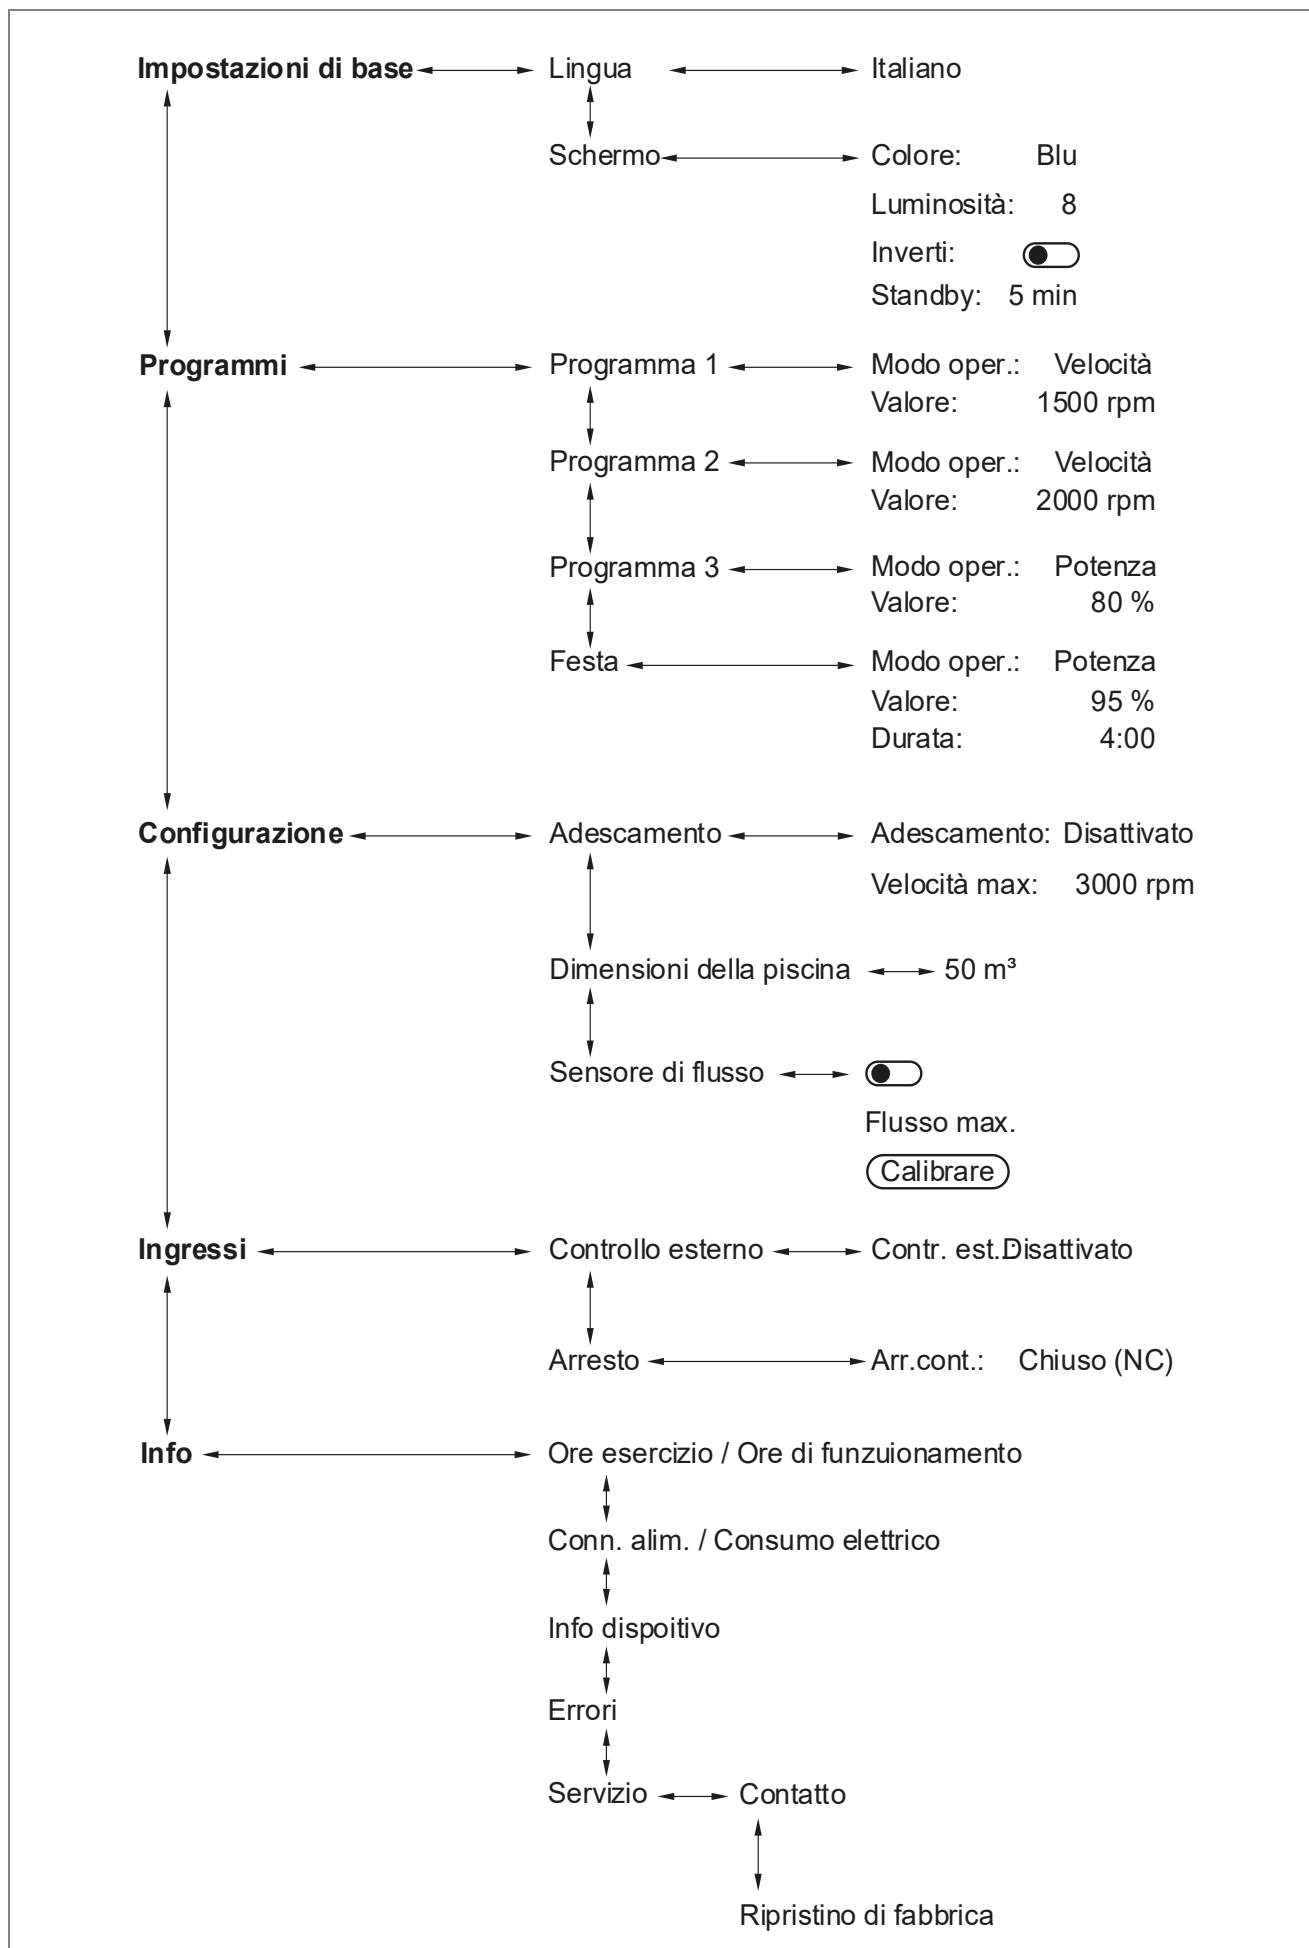 Impostazioni di base Lingua Italiano
Schermo Colore: Blu
Luminosità: 8
Inverti:
Standby: 5 min
Programmi Programma 1 Modo oper.: Velocità
Valore: 1500 rpm
Programma 2 Modo oper.: Velocità
Valore: 2000 rpm
Programma 3 Modo oper.: Potenza
Valore: 80 %
Festa Modo oper.: Potenza
Valore: 95 %
Durata: 4:00
Configurazione Adescamento Adescamento: Disattivato
Velocità max: 3000 rpm
Dimensioni della piscina 50 m³
Sensore di flusso
Flusso max.
Calibrare
Ingressi Controllo esterno Contr. est.: Disattivato
Arresto Arr.cont.: Chiuso (NC)
Info Ore esercizio / Ore di funzuionamento
Conn. alim. / Consumo elettrico
Info dispoitivo
Errori
Servizio Contatto
Ripristino di fabbrica